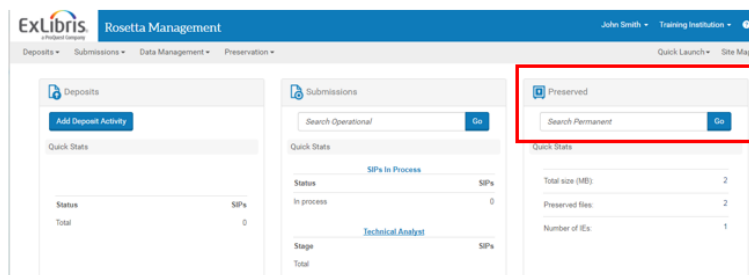 ExLibris Rosetta Management John Smith Training Institution
a ProQuest Company
Deposits Submissions Data Management Preservation Quick Launch Site Map
Deposits
Add Deposit Activity
Quick Stats
Status SIPs
Total 0
Submissions
Search Operational Go
Quick Stats
SIPs In Process
Status SIPs
In process 0
Technical Analyst
Stage SIPs
Total
Preserved
Search Permanent Go
Quick Stats
Total size (MB): 2
Preserved files: 2
Number of IEs: 1